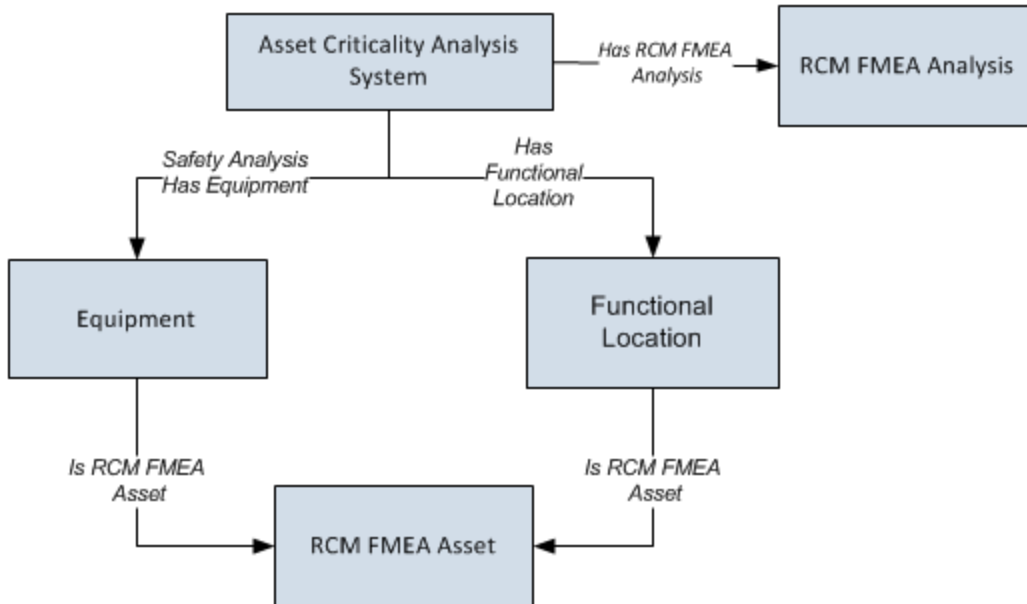 Asset Criticality Analysis
System
Has RCM FMEA
Analysis
RCM FMEA Analysis
Safety Analysis
Has Equipment
Has
Functional
Location
Equipment
Functional
Location
Is RCM FMEA
Asset
Is RCM FMEA
Asset
RCM FMEA Asset